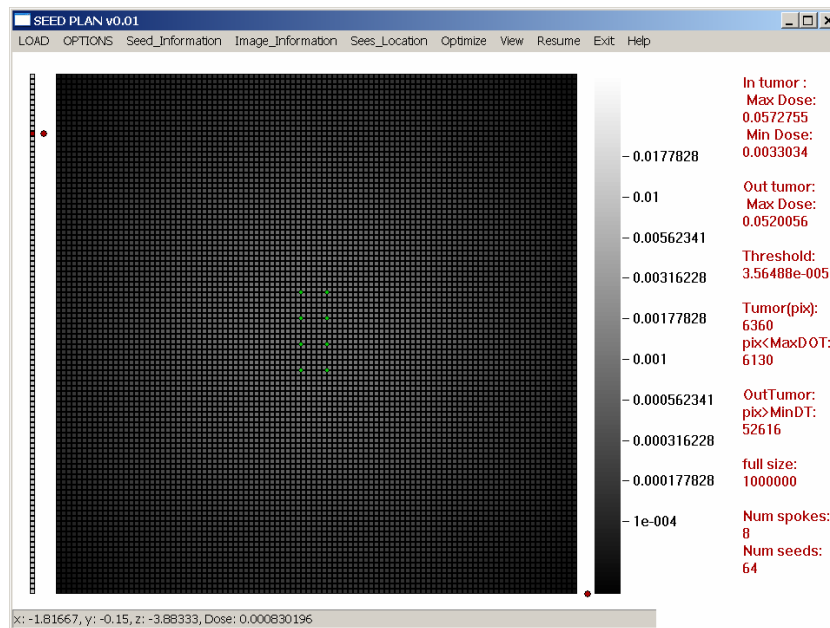 SEED PLAN v0.01
LOAD OPTIONS Seed_Information Image_Information Sees_Location Optimize View Resume Exit Help
0.0177828
0.01
0.00562341
0.00316228
0.00177828
0.001
0.000562341
0.000316228
0.000177828
1e-004
In tumor :
Max Dose:
0.0572755
Min Dose:
0.0033034
Out tumor:
Max Dose:
0.0520056
Threshold:
3.56488e-005
Tumor(pix):
6360
pix<MaxDOT:
6130
OutTumor:
pix>MinDT:
52616
full size:
1000000
Num spokes:
8
Num seeds:
64
x: -1.81667, y: -0.15, z: -3.88333, Dose: 0.000830196